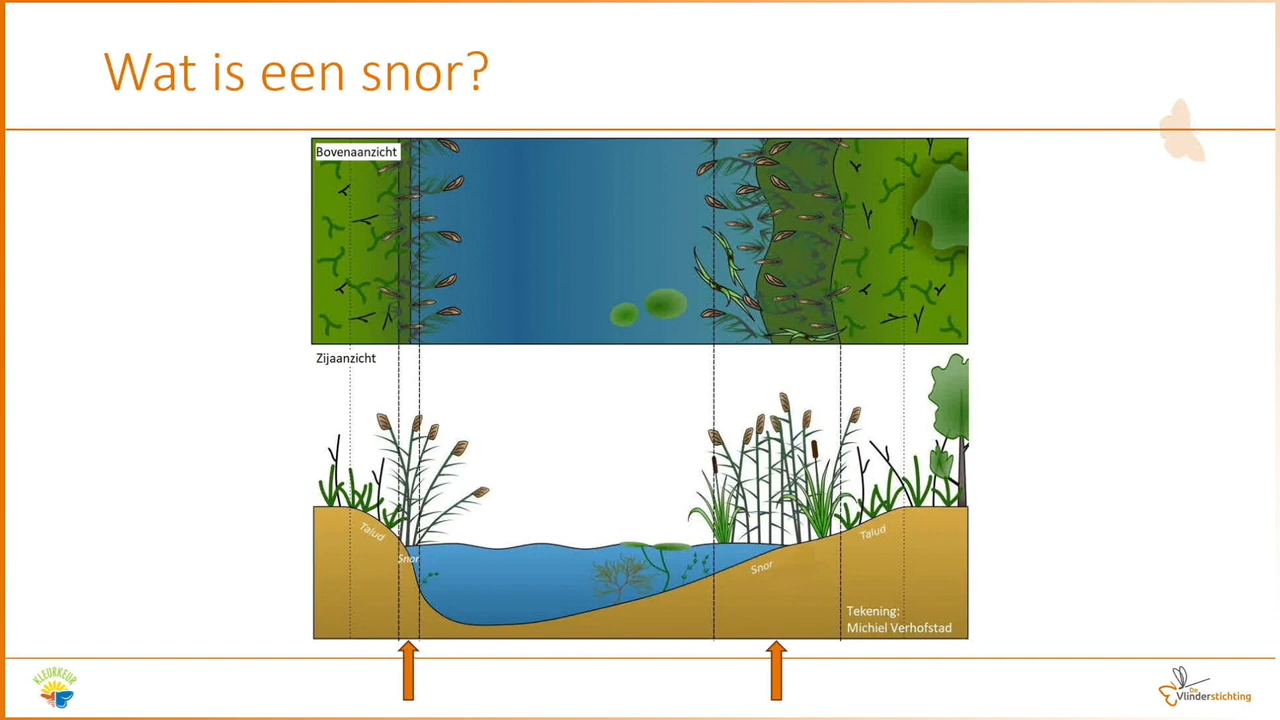 Wat is een snor?
Bovenaanzicht
Zijaanzicht
Talud
Snor
Snor
Talud
Tekening:
Michiel Verhofstad
KLEURKEUR
De
Vlinderstichting